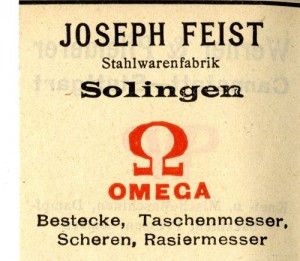 JOSEPH FEIST
Stahlwarenfabrik
Solingen
Ω
OMEGA
Bestecke, Taschenmesser,
Scheren, Rasiermesser